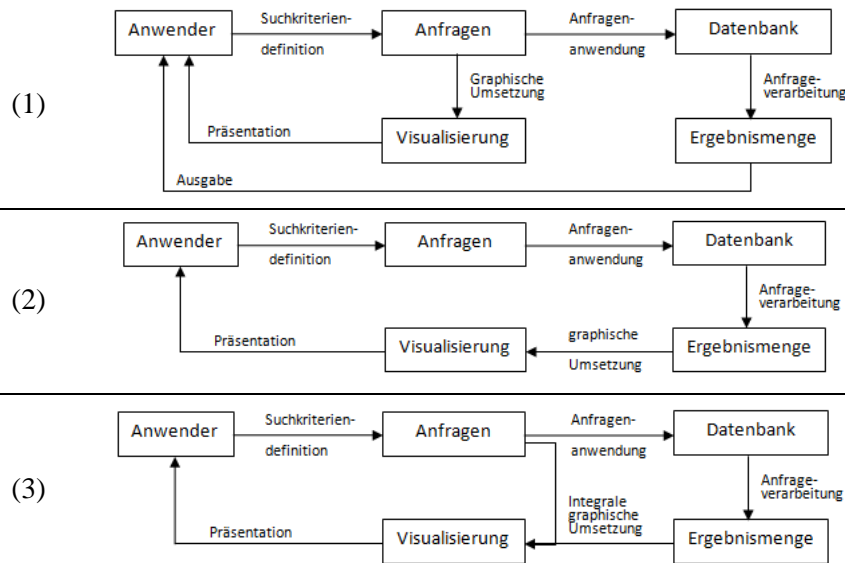 (1)
Anwender
Suchkriterien-
definition
Anfragen
Anfragen-
anwendung
Datenbank
Graphische
Umsetzung
Anfrage-
verarbeitung
Präsentation
Visualisierung
Ergebnismenge
Ausgabe
(2)
Anwender
Suchkriterien-
definition
Anfragen
Anfragen-
anwendung
Datenbank
Anfrage-
verarbeitung
Präsentation
Visualisierung
graphische
Umsetzung
Ergebnismenge
(3)
Anwender
Suchkriterien-
definition
Anfragen
Anfragen-
anwendung
Datenbank
Anfrage-
verarbeitung
Präsentation
Visualisierung
Integrale
graphische
Umsetzung
Ergebnismenge